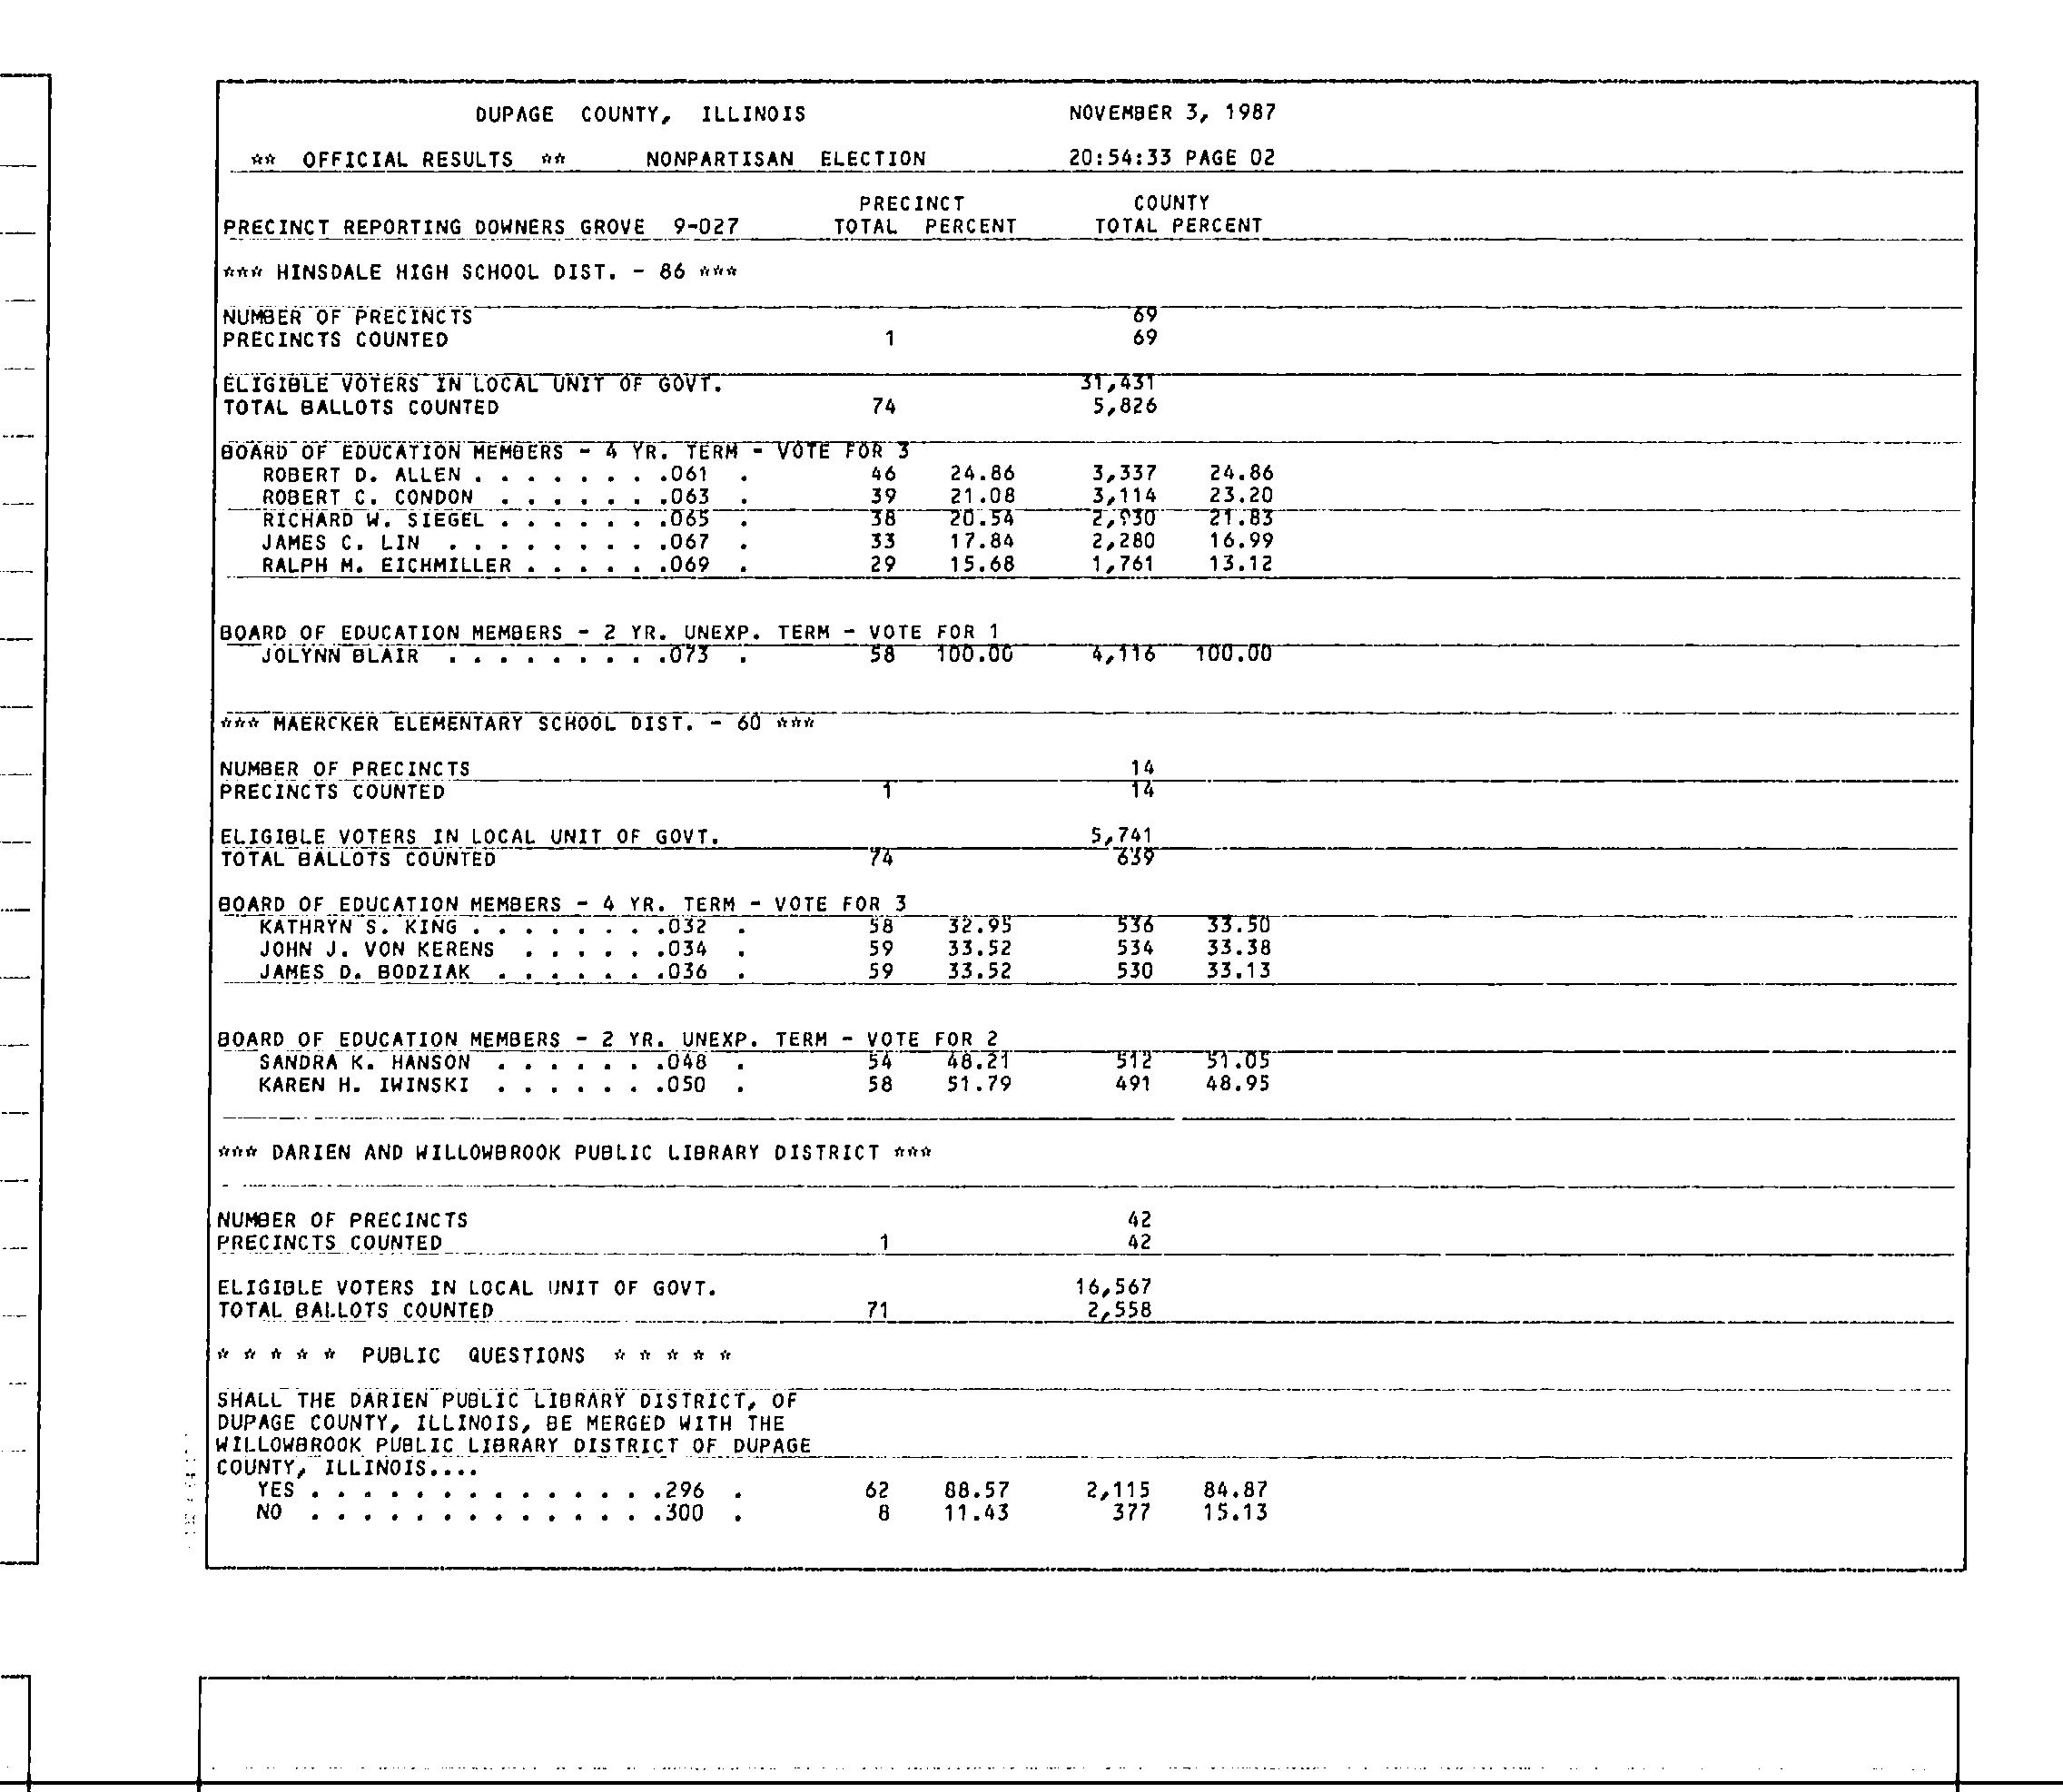 DUPAGE COUNTY, ILLINOIS NOVEMBER 3, 1987
** OFFICIAL RESULTS ** NONPARTISAN ELECTION 20:54:33 PAGE 02
PRECINCT COUNTY
PRECINCT REPORTING DOWNERS GROVE 9-027 TOTAL PERCENT TOTAL PERCENT
*** HINSDALE HIGH SCHOOL DIST. - 86 ***
NUMBER OF PRECINCTS 69
PRECINCTS COUNTED 1 69
ELIGIBLE VOTERS IN LOCAL UNIT OF GOVT. 31,431
TOTAL BALLOTS COUNTED 74 5,826
BOARD OF EDUCATION MEMBERS - 4 YR. TERM - VOTE FOR 3
ROBERT D. ALLEN . . . . . . . .061 . 46 24.86 3,337 24.86
ROBERT C. CONDON . . . . . . .063 . 39 21.08 3,114 23.20
RICHARD W. SIEGEL . . . . . . .065 . 38 20.54 2,930 21.83
JAMES C. LIN . . . . . . . . .067 . 33 17.84 2,280 16.99
RALPH M. EICHMILLER . . . . . .069 . 29 15.68 1,761 13.12
BOARD OF EDUCATION MEMBERS - 2 YR. UNEXP. TERM - VOTE FOR 1
JOLYNN BLAIR . . . . . . . . .073 . 58 100.00 4,116 100.00
*** MAERCKER ELEMENTARY SCHOOL DIST. - 60 ***
NUMBER OF PRECINCTS 14
PRECINCTS COUNTED 1 14
ELIGIBLE VOTERS IN LOCAL UNIT OF GOVT. 5,741
TOTAL BALLOTS COUNTED 74 639
BOARD OF EDUCATION MEMBERS - 4 YR. TERM - VOTE FOR 3
KATHRYN S. KING . . . . . . . .032 . 58 32.95 536 33.50
JOHN J. VON KERENS . . . . . .034 . 59 33.52 534 33.38
JAMES D. BODZIAK . . . . . . .036 . 59 33.52 530 33.13
BOARD OF EDUCATION MEMBERS - 2 YR. UNEXP. TERM - VOTE FOR 2
SANDRA K. HANSON . . . . . . .048 . 54 48.21 512 51.05
KAREN H. IWINSKI . . . . . . .050 . 58 51.79 491 48.95
*** DARIEN AND WILLOWBROOK PUBLIC LIBRARY DISTRICT ***
NUMBER OF PRECINCTS 42
PRECINCTS COUNTED 1 42
ELIGIBLE VOTERS IN LOCAL UNIT OF GOVT. 16,567
TOTAL BALLOTS COUNTED 71 2,558
* * * * * PUBLIC QUESTIONS * * * * *
SHALL THE DARIEN PUBLIC LIBRARY DISTRICT, OF
DUPAGE COUNTY, ILLINOIS, BE MERGED WITH THE
WILLOWBROOK PUBLIC LIBRARY DISTRICT OF DUPAGE
COUNTY, ILLINOIS....
YES . . . . . . . . . . . . . .296 . 62 88.57 2,115 84.87
NO . . . . . . . . . . . . . .300 . 8 11.43 377 15.13